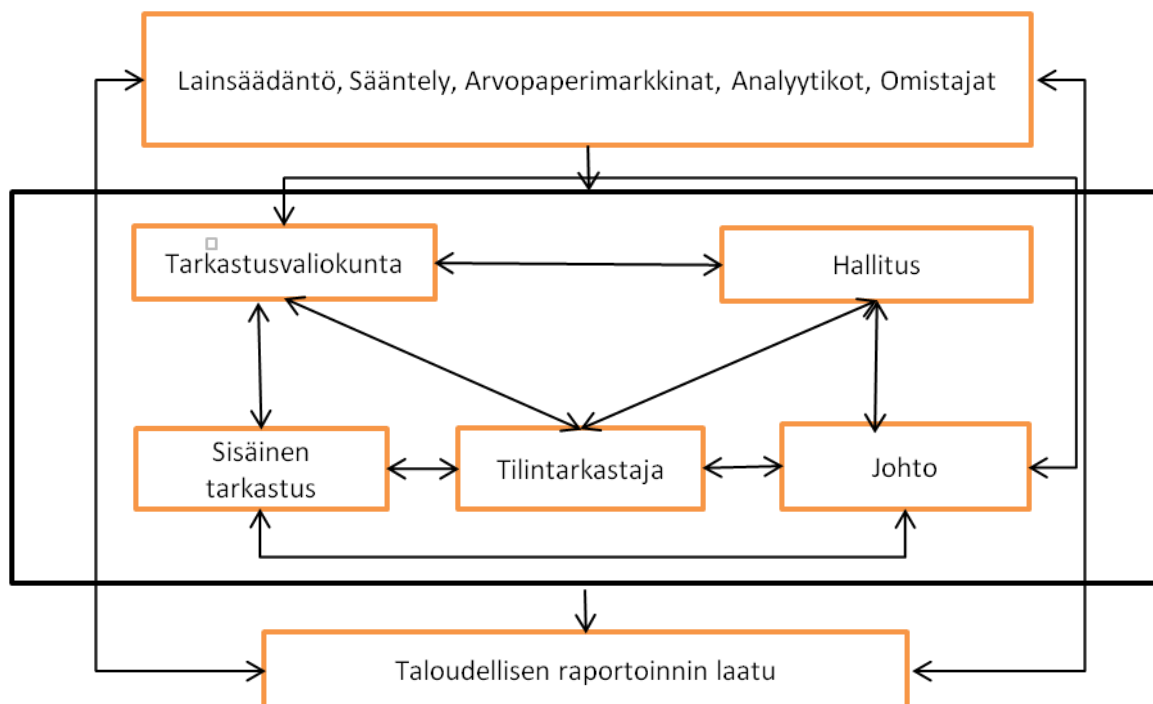 Lainsäädäntö, Sääntely, Arvopaperimarkkinat, Analyytikot, Omistajat
Tarkastusvaliokunta
Hallitus
Sisäinen
tarkastus
Tilintarkastaja
Johto
Taloudellisen raportoinnin laatu